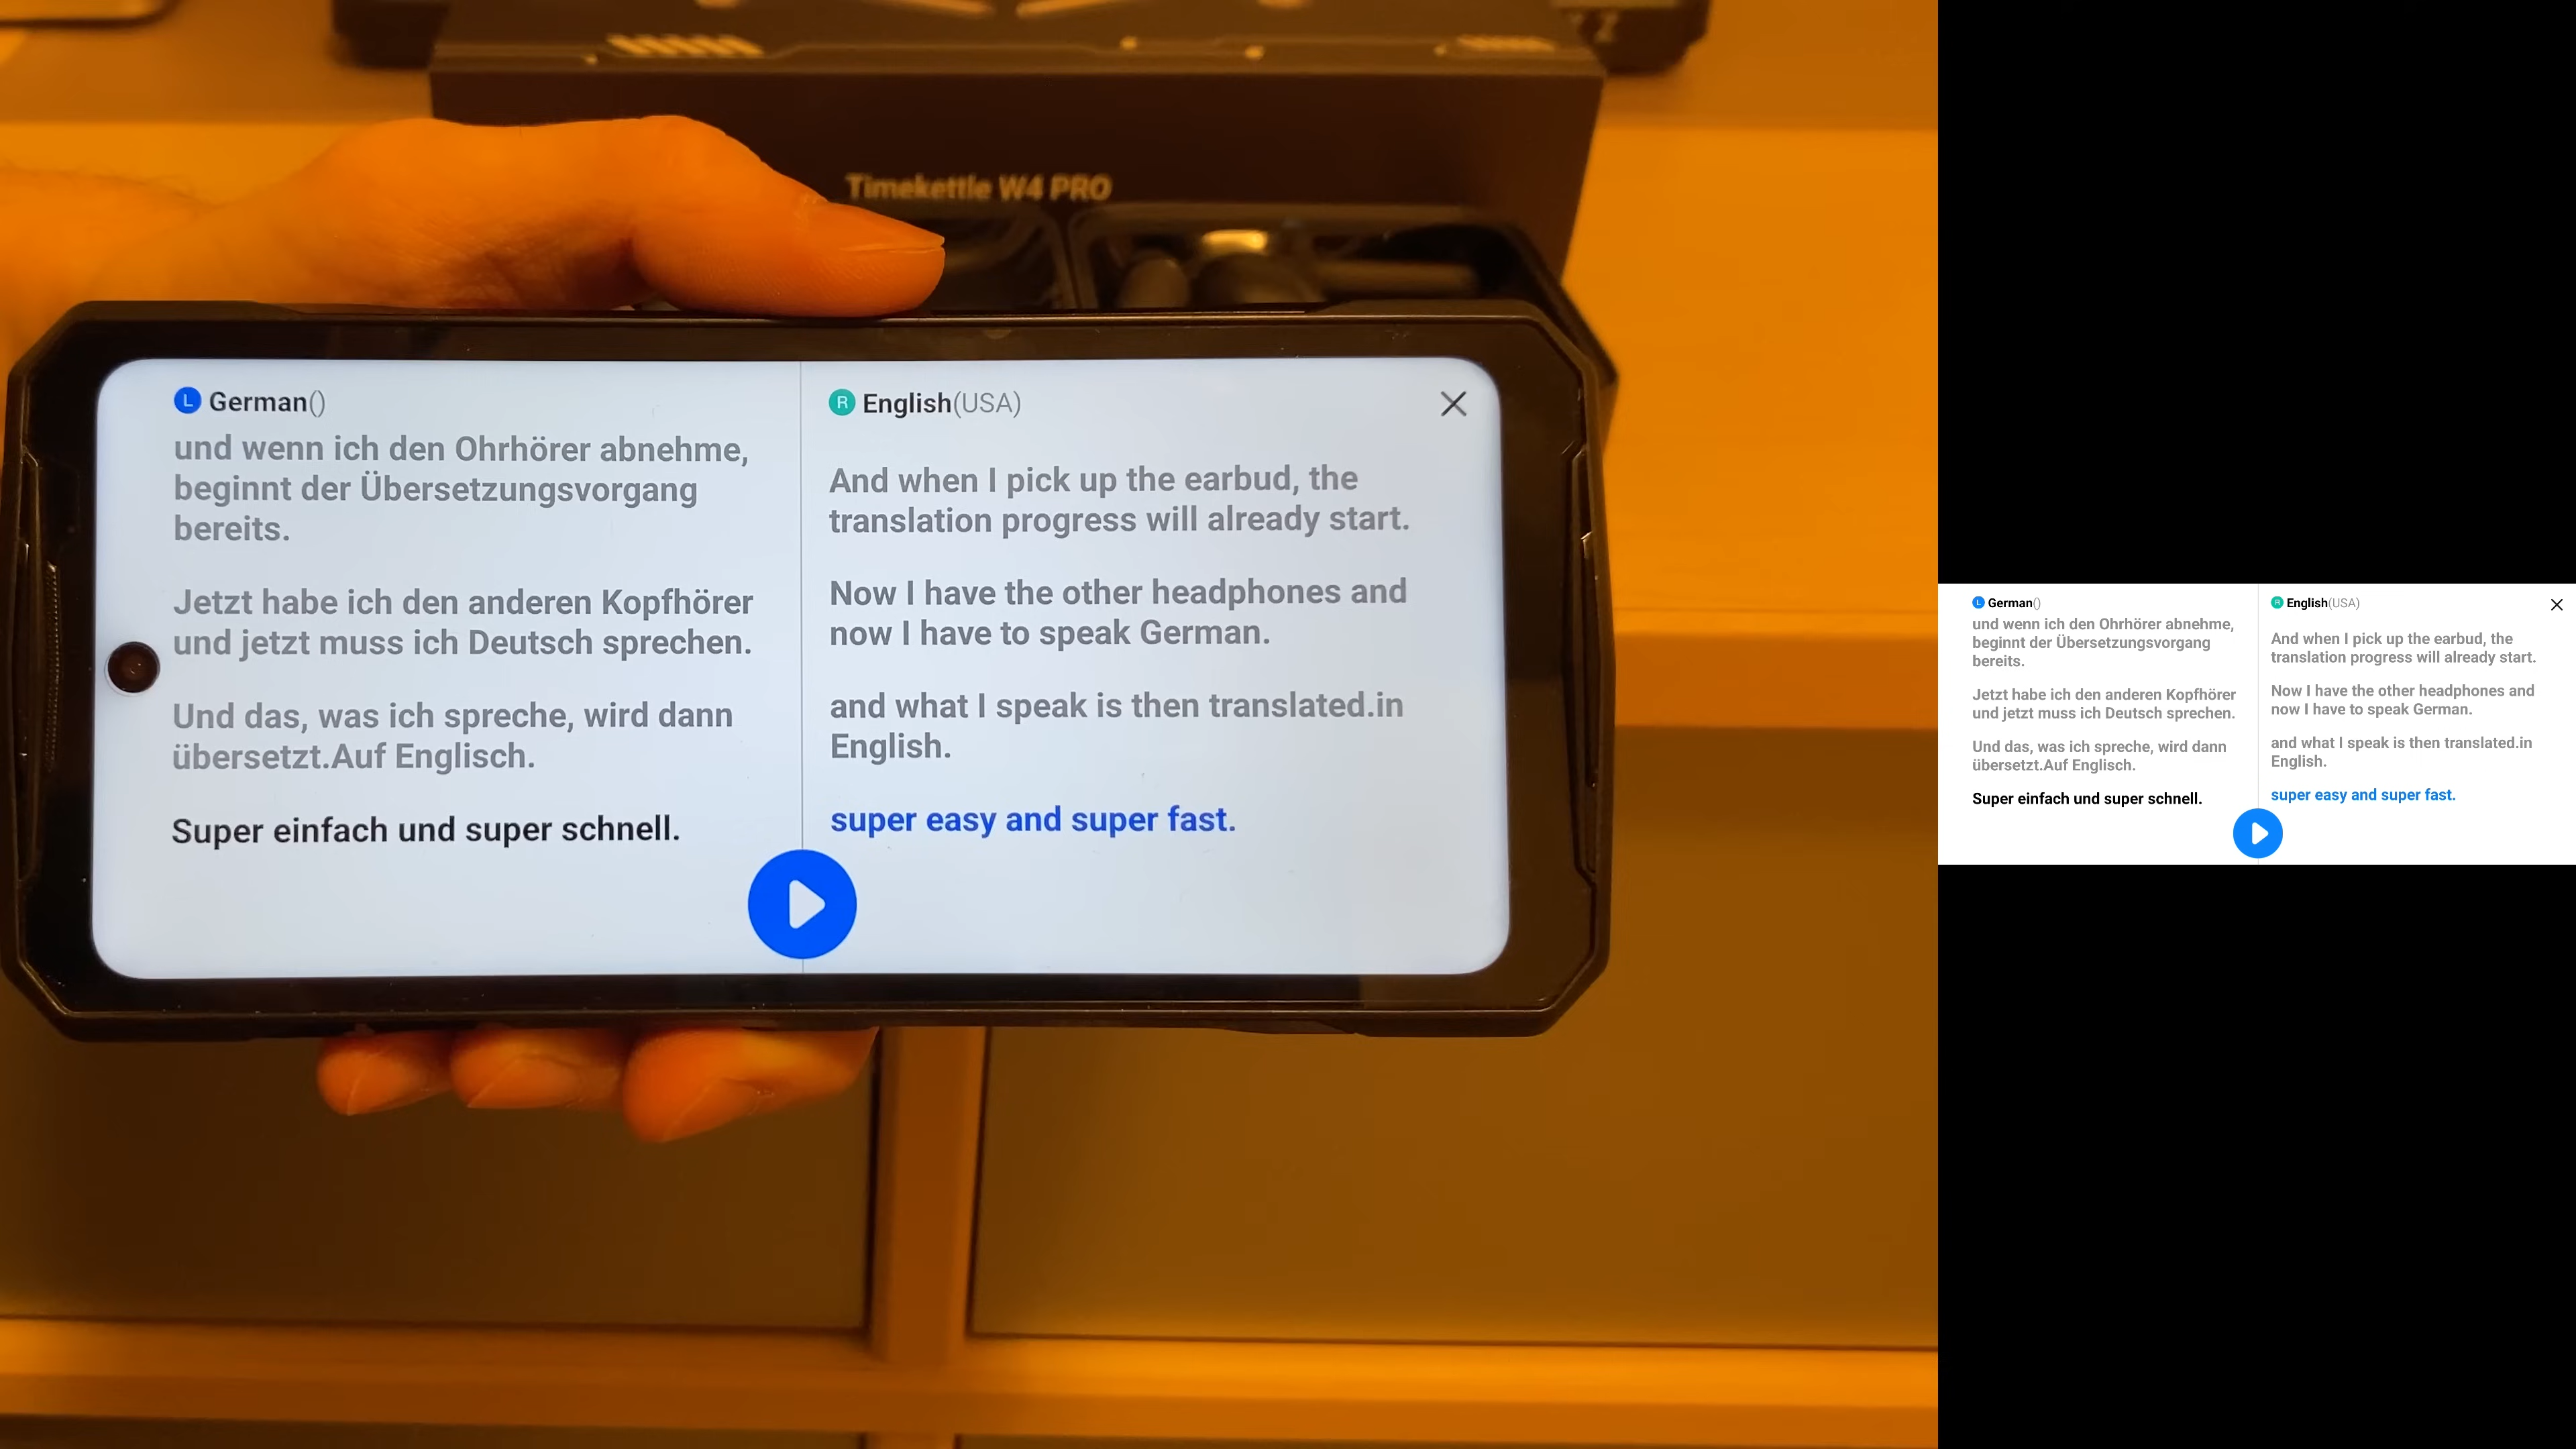 Timekettle W4 PRO
L German()
und wenn ich den Ohrhörer abnehme,
beginnt der Übersetzungsvorgang
bereits.
Jetzt habe ich den anderen Kopfhörer
und jetzt muss ich Deutsch sprechen.
Und das, was ich spreche, wird dann
übersetzt.Auf Englisch.
Super einfach und super schnell.
R English(USA)
And when I pick up the earbud, the
translation progress will already start.
Now I have the other headphones and
now I have to speak German.
and what I speak is then translated.in
English.
super easy and super fast.
L German()
und wenn ich den Ohrhörer abnehme,
beginnt der Übersetzungsvorgang
bereits.
Jetzt habe ich den anderen Kopfhörer
und jetzt muss ich Deutsch sprechen.
Und das, was ich spreche, wird dann
übersetzt.Auf Englisch.
Super einfach und super schnell.
R English(USA)
And when I pick up the earbud, the
translation progress will already start.
Now I have the other headphones and
now I have to speak German.
and what I speak is then translated.in
English.
super easy and super fast.